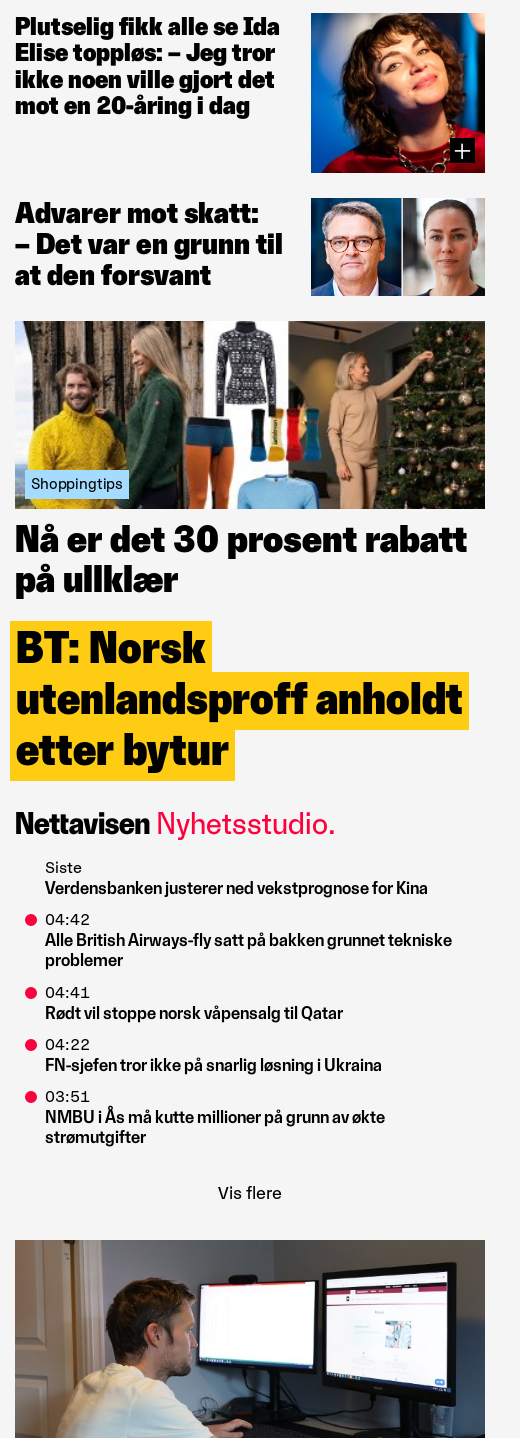 Plutselig fikk alle se Ida
Elise toppløs: – Jeg tror
ikke noen ville gjort det
mot en 20-åring i dag
Advarer mot skatt:
– Det var en grunn til
at den forsvant
Shoppingtips
Nå er det 30 prosent rabatt
på ullklær
BT: Norsk
utenlandsproff anholdt
etter bytur
Nettavisen Nyhetsstudio.
Siste
Verdensbanken justerer ned vekstprognose for Kina
04:42
Alle British Airways-fly satt på bakken grunnet tekniske
problemer
04:41
Rødt vil stoppe norsk våpensalg til Qatar
04:22
FN-sjefen tror ikke på snarlig løsning i Ukraina
03:51
NMBU i Ås må kutte millioner på grunn av økte
strømutgifter
Vis flere